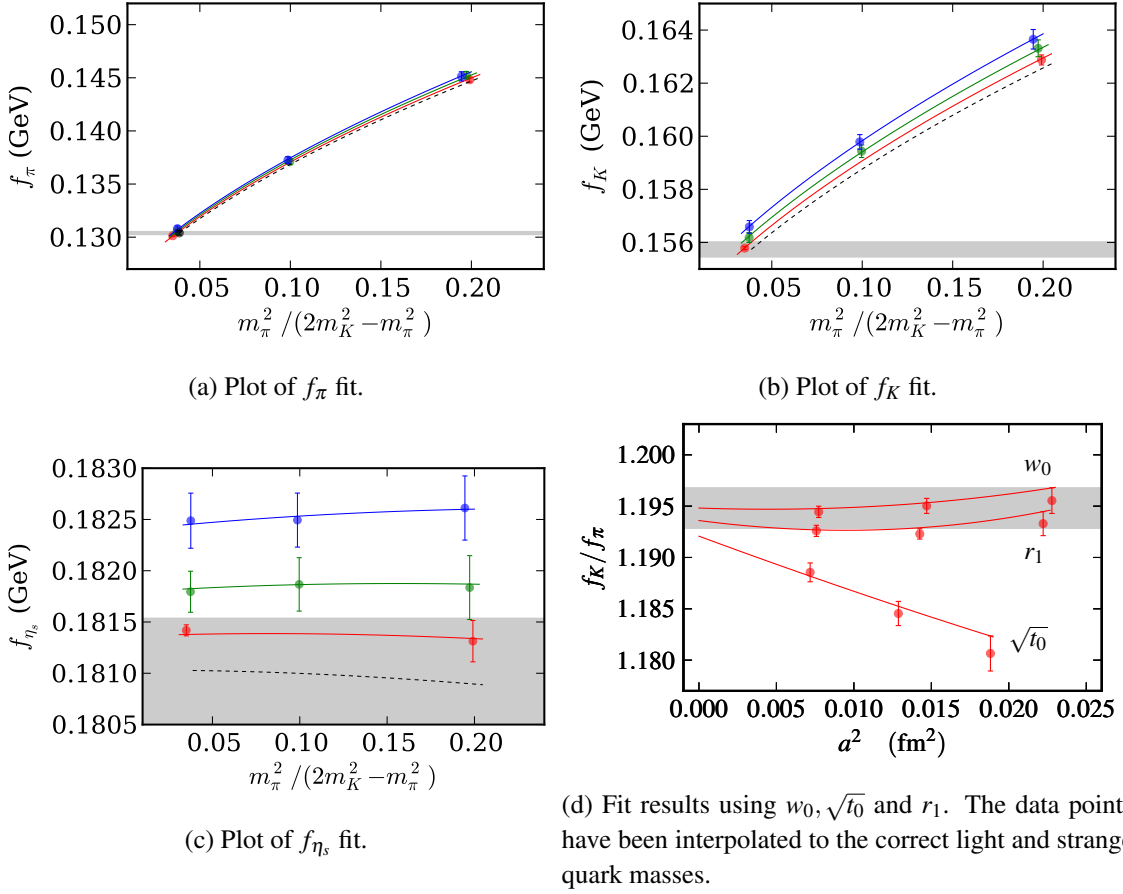 0.150
0.145
0.140
0.135
0.130
f_π (GeV)
0.05 0.10 0.15 0.20
m_π^2 /(2m_K^2 −m_π^2 )
(a) Plot of f_π fit.
0.164
0.162
0.160
0.158
0.156
f_K (GeV)
0.05 0.10 0.15 0.20
m_π^2 /(2m_K^2 −m_π^2 )
(b) Plot of f_K fit.
0.1830
0.1825
0.1820
0.1815
0.1810
0.1805
f_{η_s} (GeV)
0.05 0.10 0.15 0.20
m_π^2 /(2m_K^2 −m_π^2 )
(c) Plot of f_{η_s} fit.
1.200
1.195
1.190
1.185
1.180
f_K/f_π
w_0
r_1
√t_0
0.000 0.005 0.010 0.015 0.020 0.025
a^2 (fm^2)
(d) Fit results using w_0, √t_0 and r_1. The data point
have been interpolated to the correct light and strange
quark masses.